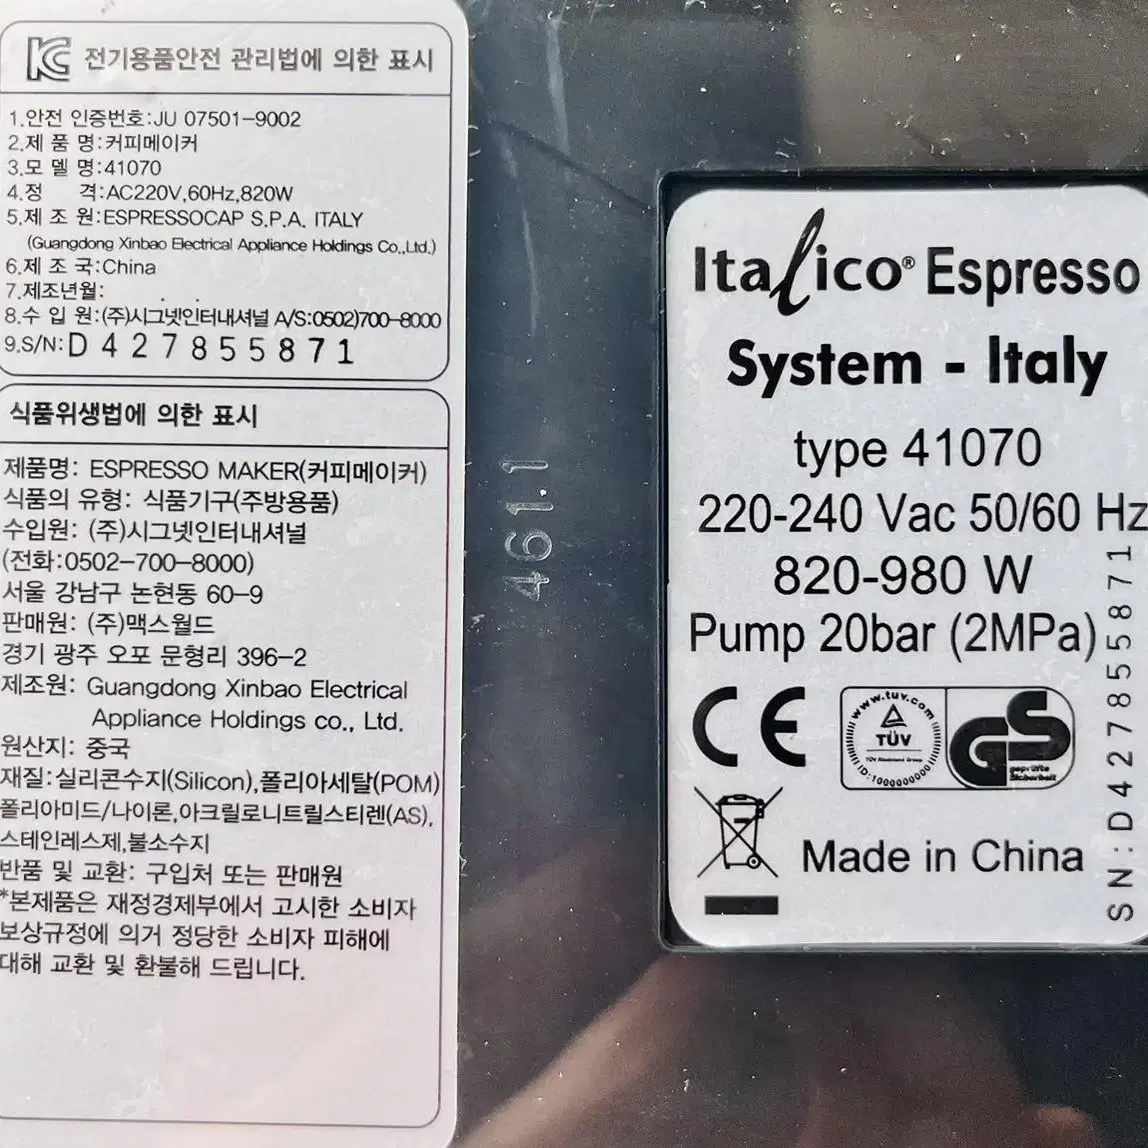 전기용품안전 관리법에 의한 표시
1.안전 인증번호:JU 07501-9002
2.제 품 명:커피메이커
3.모 델 명:41070
4.정 격:AC220V,60Hz,820W
5.제 조 원:ESPRESSOCAP S.P.A. ITALY
(Guangdong Xinbao Electrical Appliance Holdings Co.,Ltd.)
6.제 조 국:China
7.제조년월: . .
8.수 입 원:(주)시그넷인터내셔널 A/S:0502)700-8000
9.S/N:D427855871
식품위생법에 의한 표시
제품명: ESPRESSO MAKER(커피메이커)
식품의 유형: 식품기구(주방용품)
수입원: (주)시그넷인터내셔널
(전화:0502-700-8000)
서울 강남구 논현동 60-9
판매원: (주)맥스월드
경기 광주 오포 문형리 396-2
제조원: Guangdong Xinbao Electrical
Appliance Holdings co., Ltd.
원산지: 중국
재질:실리콘수지(Silicon),폴리아세탈(POM)
폴리아미드/나이론,아크릴로니트릴스티렌(AS),
스테인레스제,불소수지
반품 및 교환: 구입처 또는 판매원
*본제품은 재정경제부에서 고시한 소비자
보상규정에 의거 정당한 소비자 피해에
대해 교환 및 환불해 드립니다.
461.1
Italico® Espresso
System - Italy
type 41070
220-240 Vac 50/60 Hz
820-980 W
Pump 20bar (2MPa)
CE
www.tuv.com
TÜV
TÜV Rheinland Group
ID:1000000000
GS
geprüfte
Sicherheit
Made in China
SN:D427855871